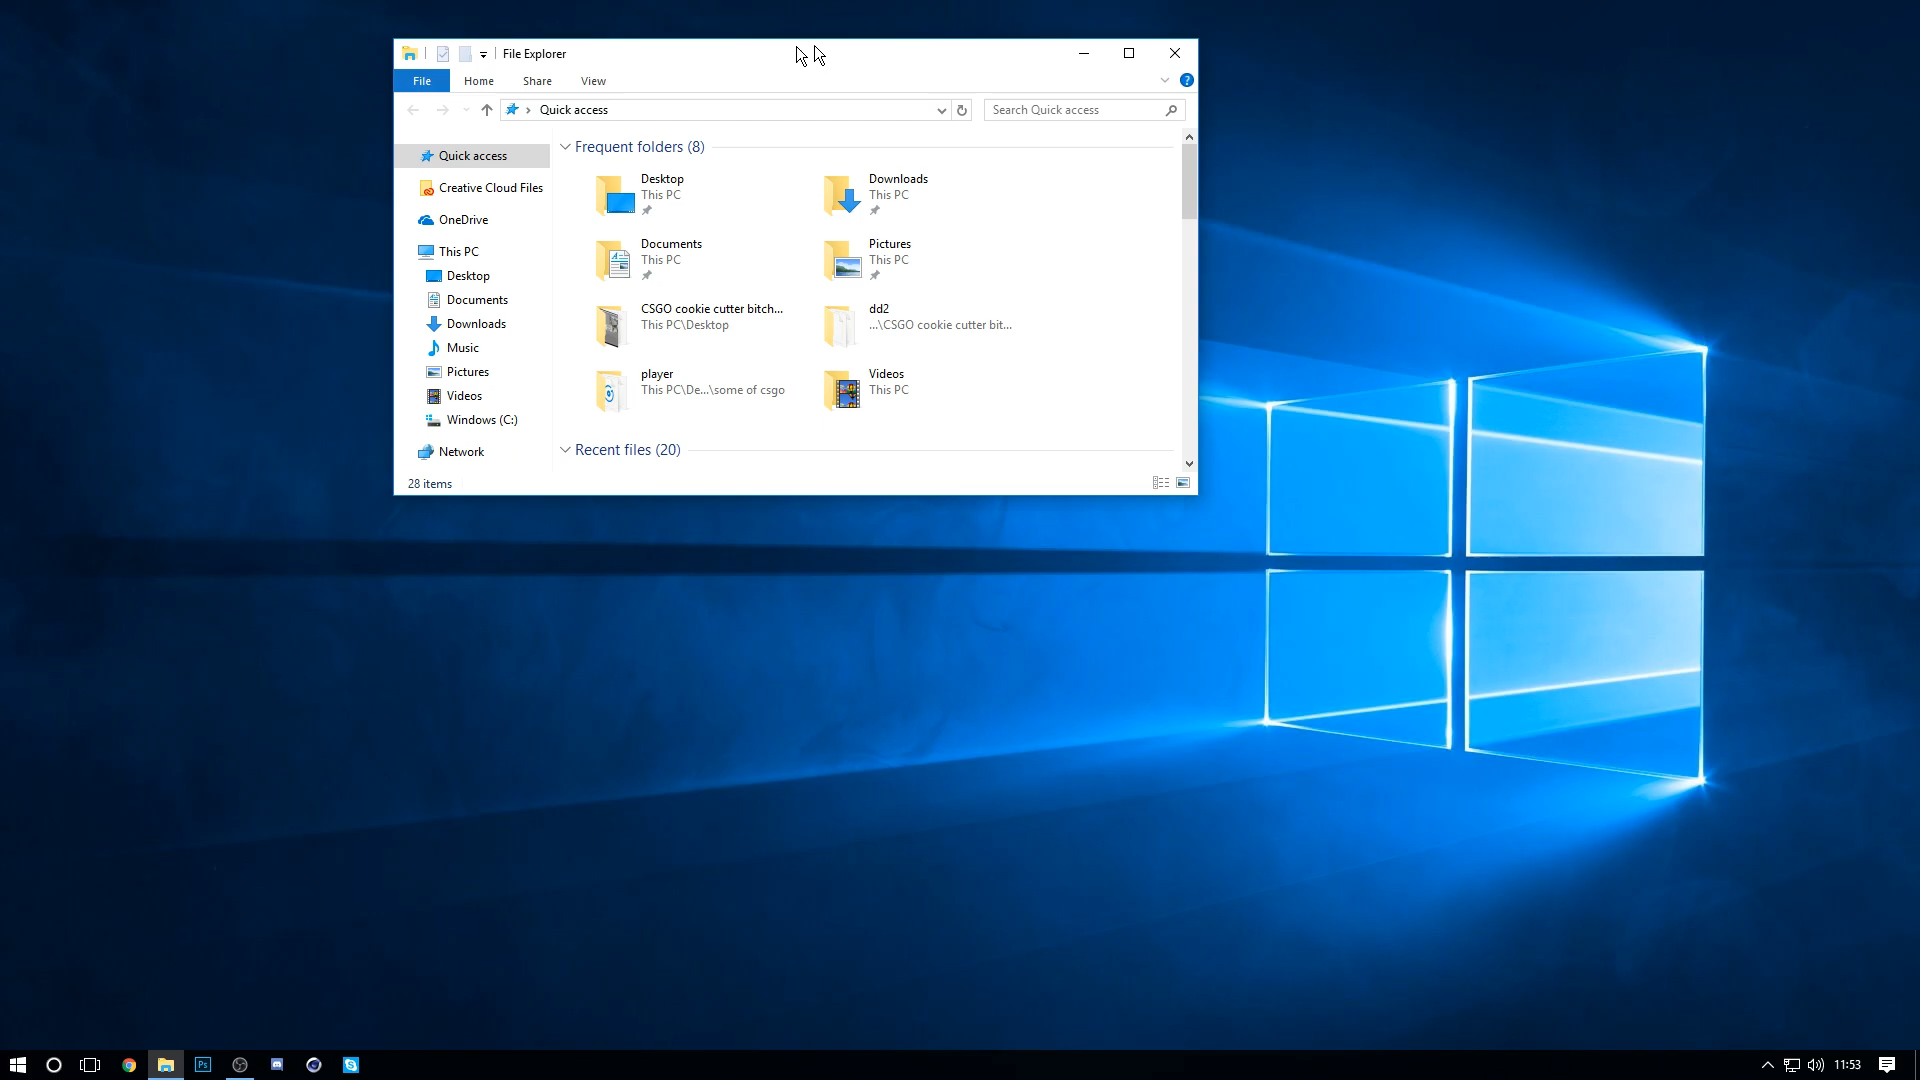 File Explorer
File Home Share View
Quick access
Search Quick access
Quick access
Creative Cloud Files
OneDrive
This PC
Desktop
Documents
Downloads
Music
Pictures
Videos
Windows (C:)
Network
Frequent folders (8)
Desktop
This PC
Downloads
This PC
Documents
This PC
Pictures
This PC
CSGO cookie cutter bitch...
This PC\Desktop
dd2
...\CSGO cookie cutter bit...
player
This PC\De...\some of csgo
Videos
This PC
Recent files (20)
28 items
Ps
11:53